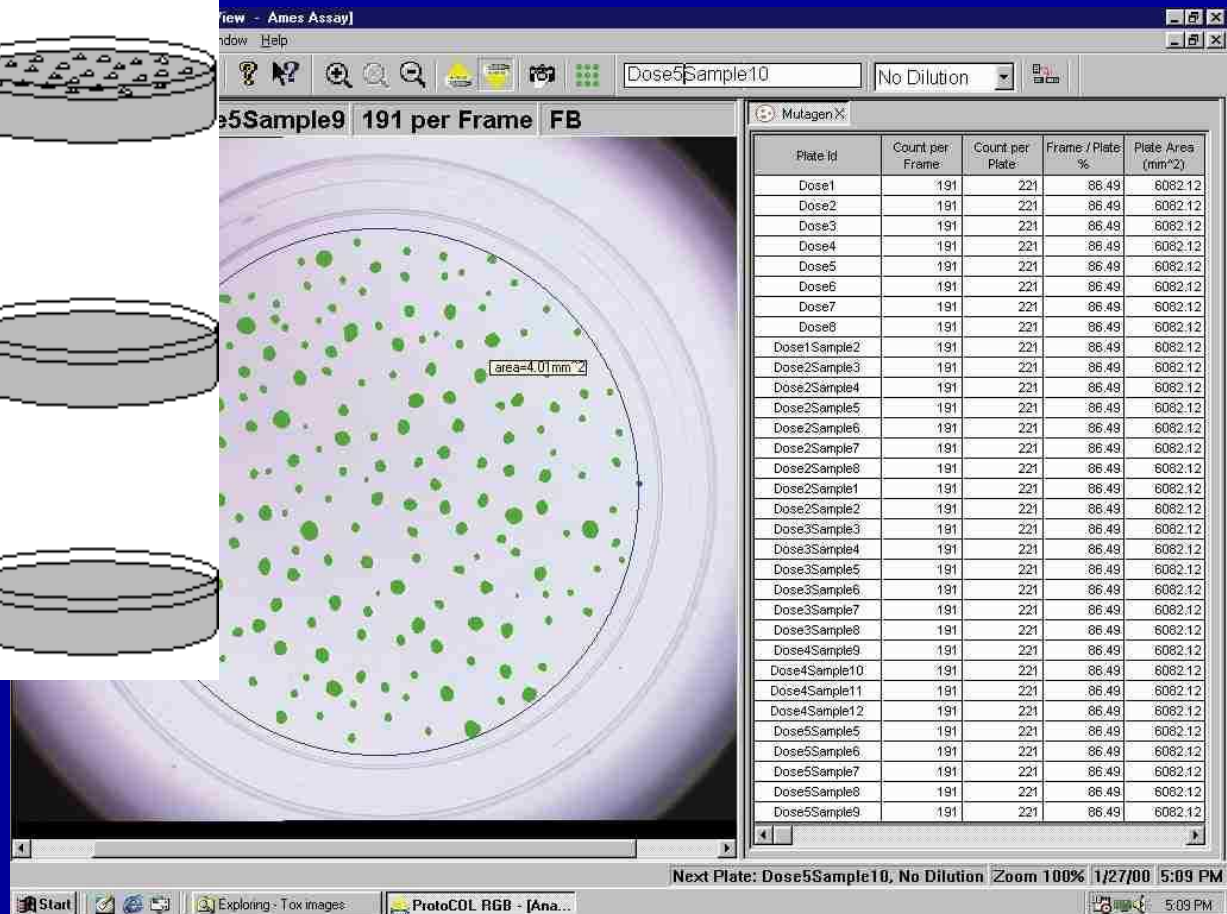 iew - Ames Assay]
ndow Help
Dose5Sample10 No Dilution
e5Sample9 191 per Frame FB
MutagenX
Plate Id Count per Frame Count per Plate Frame / Plate % Plate Area (mm^2)
Dose1 191 221 86.49 6082.12
Dose2 191 221 86.49 6082.12
Dose3 191 221 86.49 6082.12
Dose4 191 221 86.49 6082.12
Dose5 191 221 86.49 6082.12
Dose6 191 221 86.49 6082.12
Dose7 191 221 86.49 6082.12
Dose8 191 221 86.49 6082.12
Dose1Sample2 191 221 86.49 6082.12
Dose2Sample3 191 221 86.49 6082.12
Dose2Sample4 191 221 86.49 6082.12
Dose2Sample5 191 221 86.49 6082.12
Dose2Sample6 191 221 86.49 6082.12
Dose2Sample7 191 221 86.49 6082.12
Dose2Sample8 191 221 86.49 6082.12
Dose2Sample1 191 221 86.49 6082.12
Dose2Sample2 191 221 86.49 6082.12
Dose3Sample3 191 221 86.49 6082.12
Dose3Sample4 191 221 86.49 6082.12
Dose3Sample5 191 221 86.49 6082.12
Dose3Sample6 191 221 86.49 6082.12
Dose3Sample7 191 221 86.49 6082.12
Dose3Sample8 191 221 86.49 6082.12
Dose4Sample9 191 221 86.49 6082.12
Dose4Sample10 191 221 86.49 6082.12
Dose4Sample11 191 221 86.49 6082.12
Dose4Sample12 191 221 86.49 6082.12
Dose5Sample5 191 221 86.49 6082.12
Dose5Sample6 191 221 86.49 6082.12
Dose5Sample7 191 221 86.49 6082.12
Dose5Sample8 191 221 86.49 6082.12
Dose5Sample9 191 221 86.49 6082.12
area=4.01mm^2
Next Plate: Dose5Sample10, No Dilution Zoom 100% 1/27/00 5:09 PM
Start Exploring - Tox images ProtoCOL RGB - [Ana... 5:09 PM